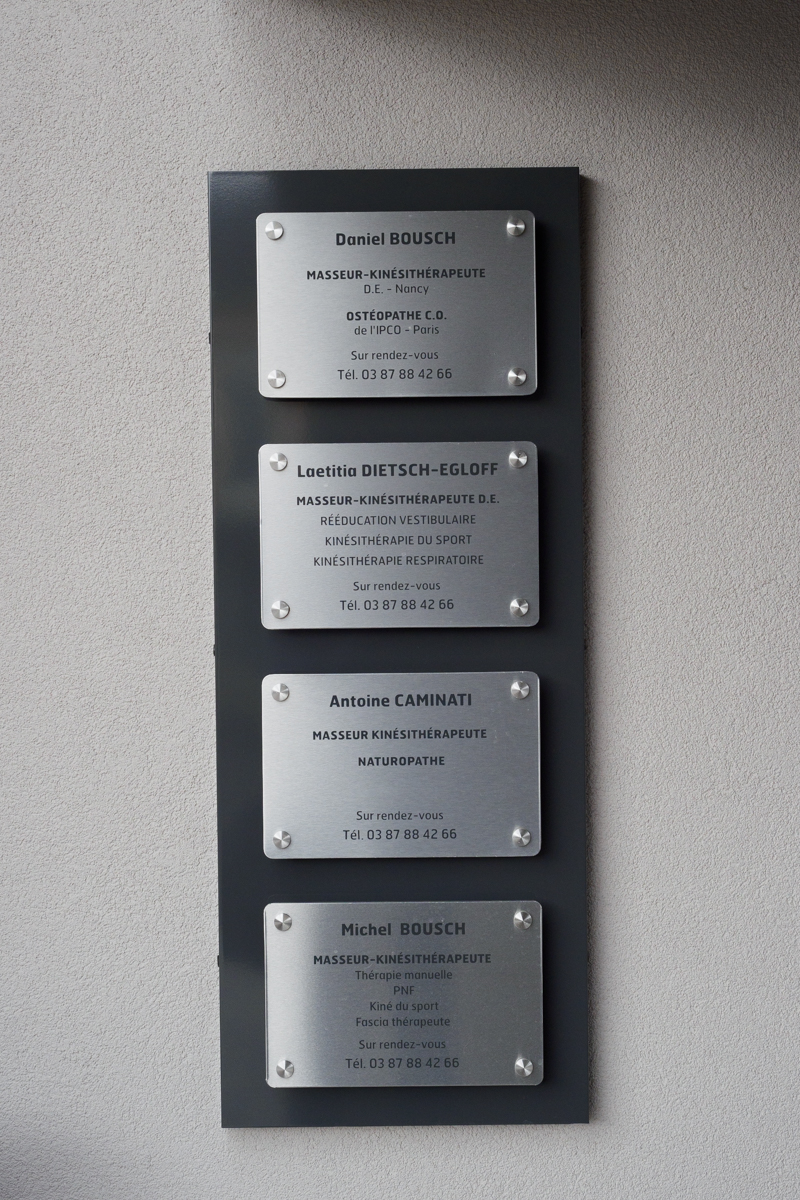 Daniel BOUSCH
MASSEUR-KINÉSITHÉRAPEUTE
D.E. - Nancy
OSTÉOPATHE C.O.
de l'IPCO - Paris
Sur rendez-vous
Tél. 03 87 88 42 66
Laetitia DIETSCH-EGLOFF
MASSEUR-KINÉSITHÉRAPEUTE D.E.
RÉÉDUCATION VESTIBULAIRE
KINÉSITHÉRAPIE DU SPORT
KINÉSITHÉRAPIE RESPIRATOIRE
Sur rendez-vous
Tél. 03 87 88 42 66
Antoine CAMINATI
MASSEUR KINÉSITHÉRAPEUTE
NATUROPATHE
Sur rendez-vous
Tél. 03 87 88 42 66
Michel BOUSCH
MASSEUR-KINÉSITHÉRAPEUTE
Thérapie manuelle
PNF
Kiné du sport
Fascia thérapeute
Sur rendez-vous
Tél. 03 87 88 42 66